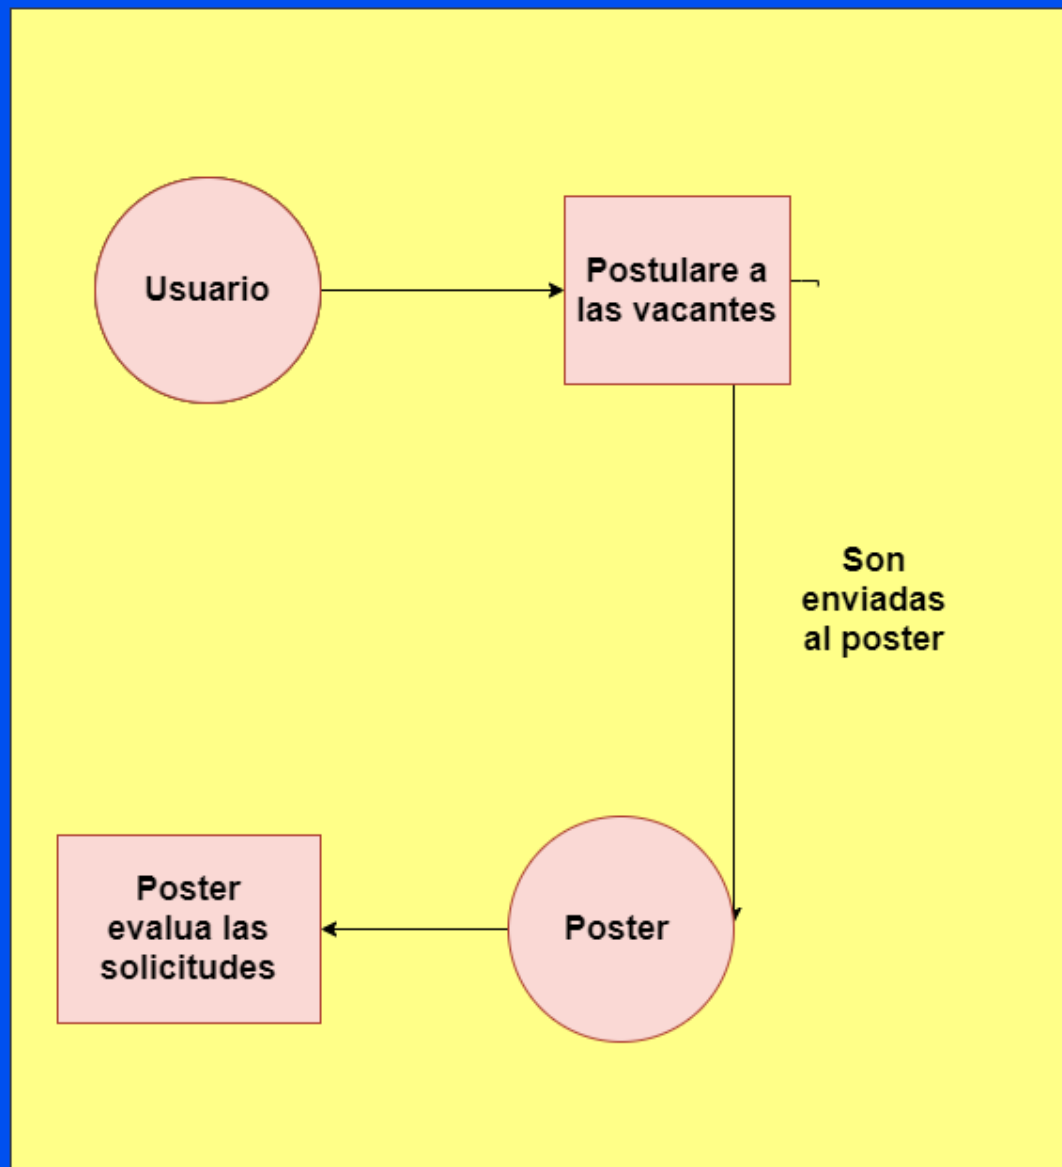 Usuario
Postulare a
las vacantes
Son
enviadas
al poster
Poster
evalua las
solicitudes
Poster